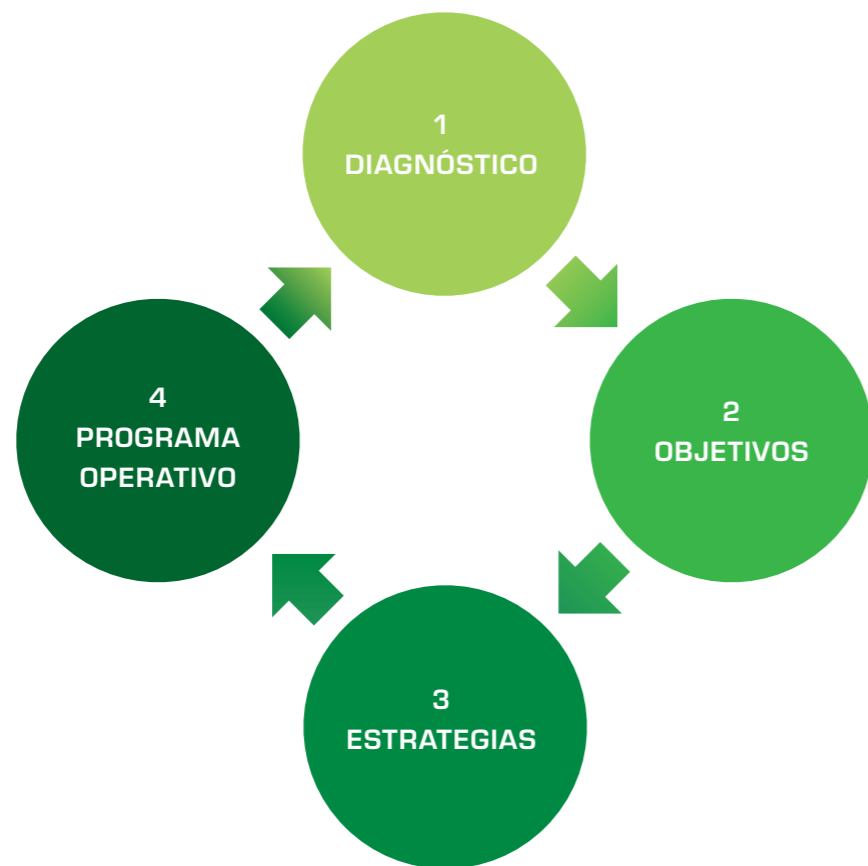 1
DIAGNÓSTICO
2
OBJETIVOS
3
ESTRATEGIAS
4
PROGRAMA
OPERATIVO